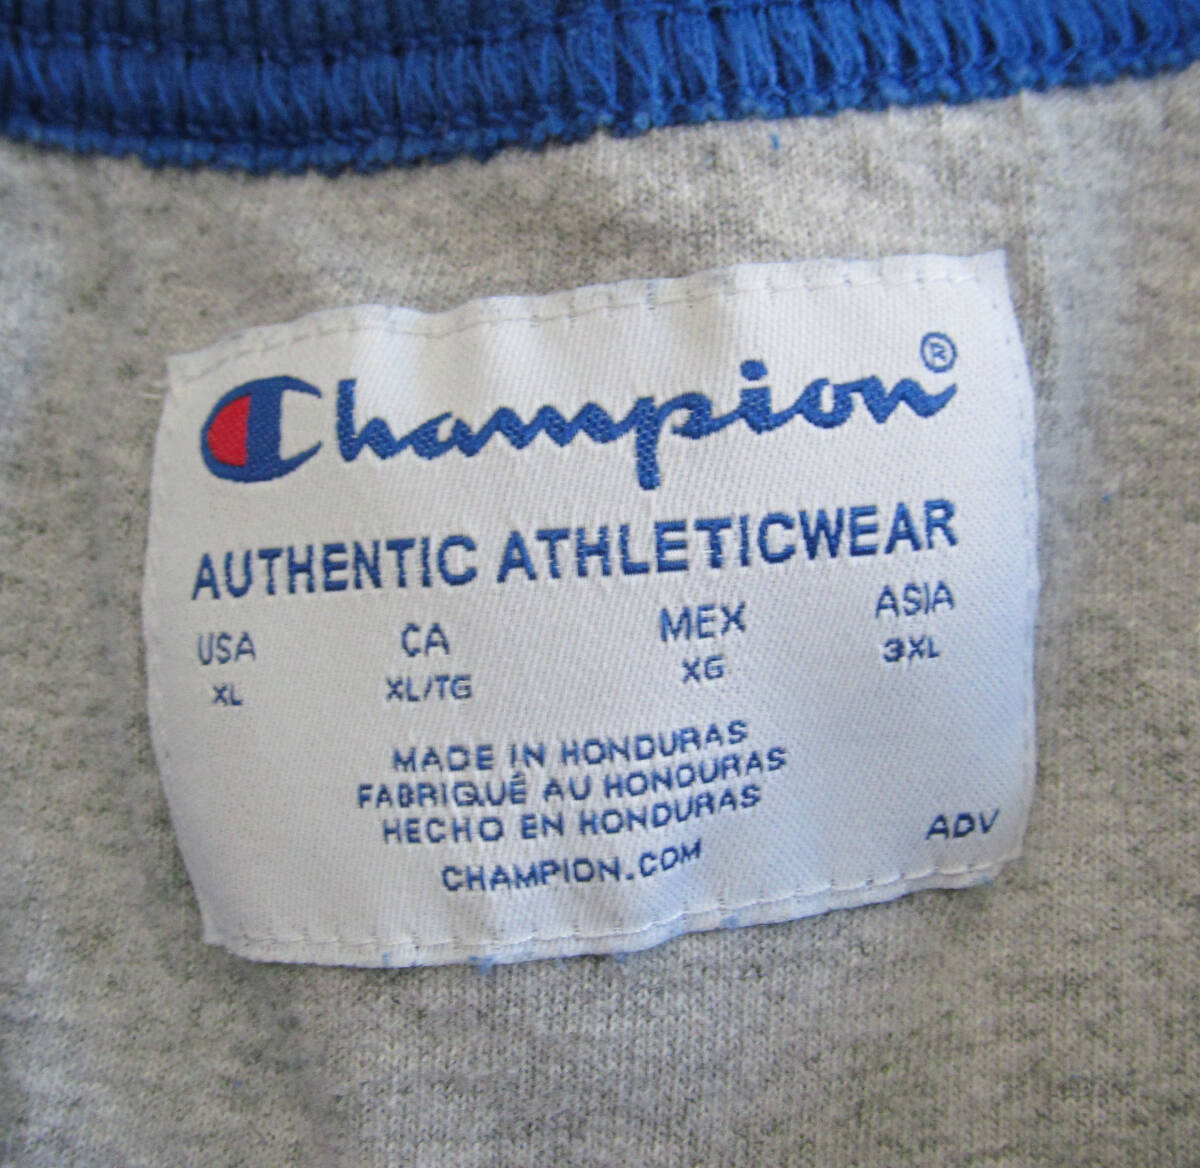 Champion®
AUTHENTIC ATHLETICWEAR
USA CA MEX ASIA
XL XL/TG XG 3XL
MADE IN HONDURAS
FABRIQUÉ AU HONDURAS
HECHO EN HONDURAS
CHAMPION.COM
ADV